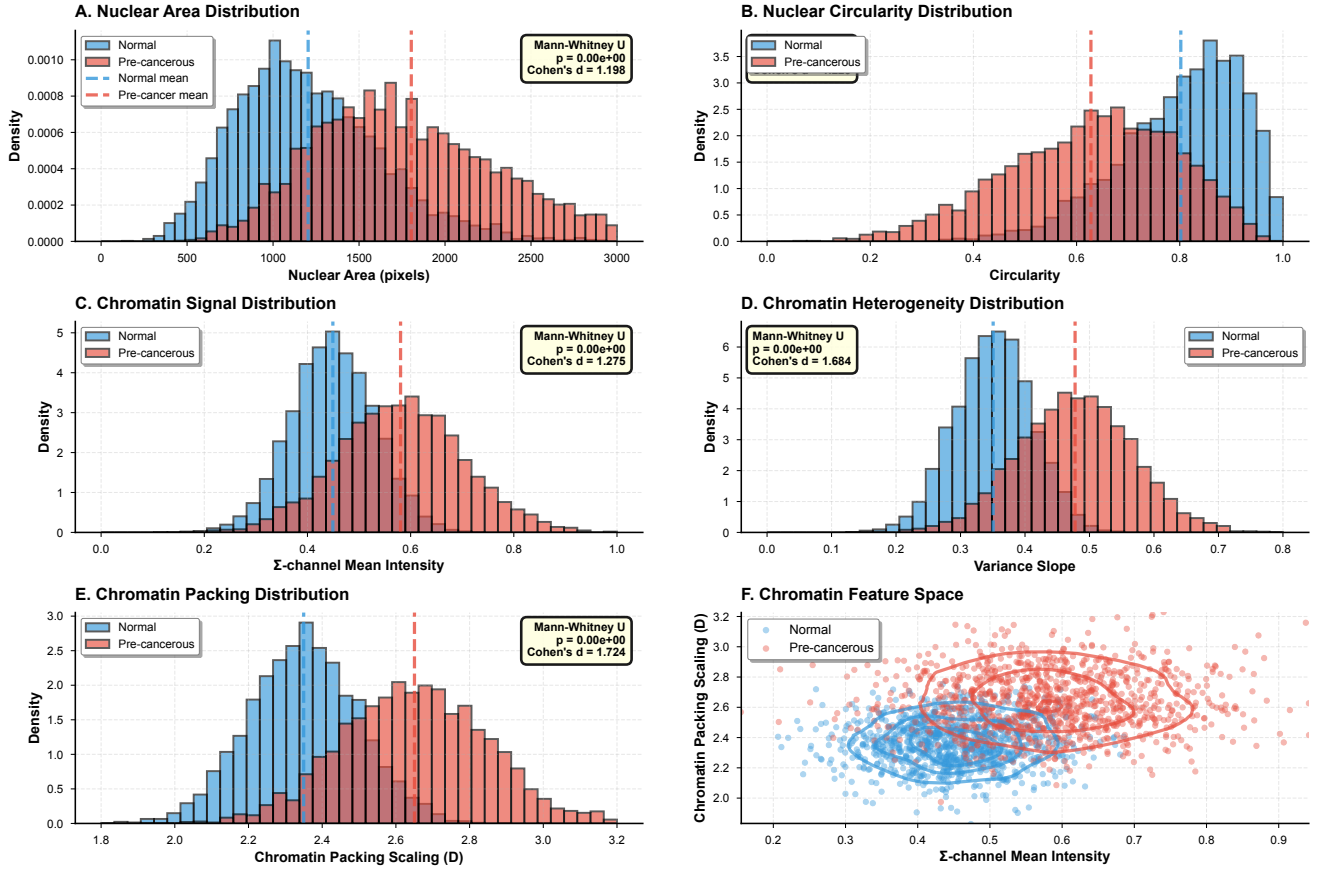 A. Nuclear Area Distribution
Normal
Pre-cancerous
Normal mean
Pre-cancer mean
Mann-Whitney U
p = 0.00e+00
Cohen's d = 1.198
Density
0.0010
0.0008
0.0006
0.0004
0.0002
0.0000
0
500
1000
1500
2000
2500
3000
Nuclear Area (pixels)
B. Nuclear Circularity Distribution
Normal
Pre-cancerous
Density
3.5
3.0
2.5
2.0
1.5
1.0
0.5
0.0
0.0
0.2
0.4
0.6
0.8
1.0
Circularity
C. Chromatin Signal Distribution
Normal
Pre-cancerous
Mann-Whitney U
p = 0.00e+00
Cohen's d = 1.275
Density
5
4
3
2
1
0
0.0
0.2
0.4
0.6
0.8
1.0
Σ-channel Mean Intensity
D. Chromatin Heterogeneity Distribution
Mann-Whitney U
p = 0.00e+00
Cohen's d = 1.684
Normal
Pre-cancerous
Density
6
5
4
3
2
1
0
0.0
0.1
0.2
0.3
0.4
0.5
0.6
0.7
0.8
Variance Slope
E. Chromatin Packing Distribution
Normal
Pre-cancerous
Mann-Whitney U
p = 0.00e+00
Cohen's d = 1.724
Density
3.0
2.5
2.0
1.5
1.0
0.5
0.0
1.8
2.0
2.2
2.4
2.6
2.8
3.0
3.2
Chromatin Packing Scaling (D)
F. Chromatin Feature Space
Normal
Pre-cancerous
Chromatin Packing Scaling (D)
3.2
3.0
2.8
2.6
2.4
2.2
2.0
0.2
0.3
0.4
0.5
0.6
0.7
0.8
0.9
Σ-channel Mean Intensity